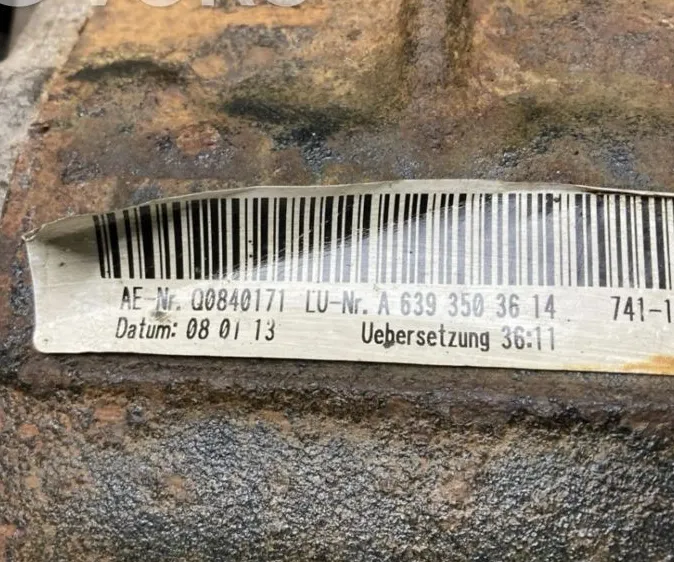 AE-Nr. Q0840171 LU-Nr. A 639 350 36 14 741-1
Datum: 08 01 13 Uebersetzung 36:11